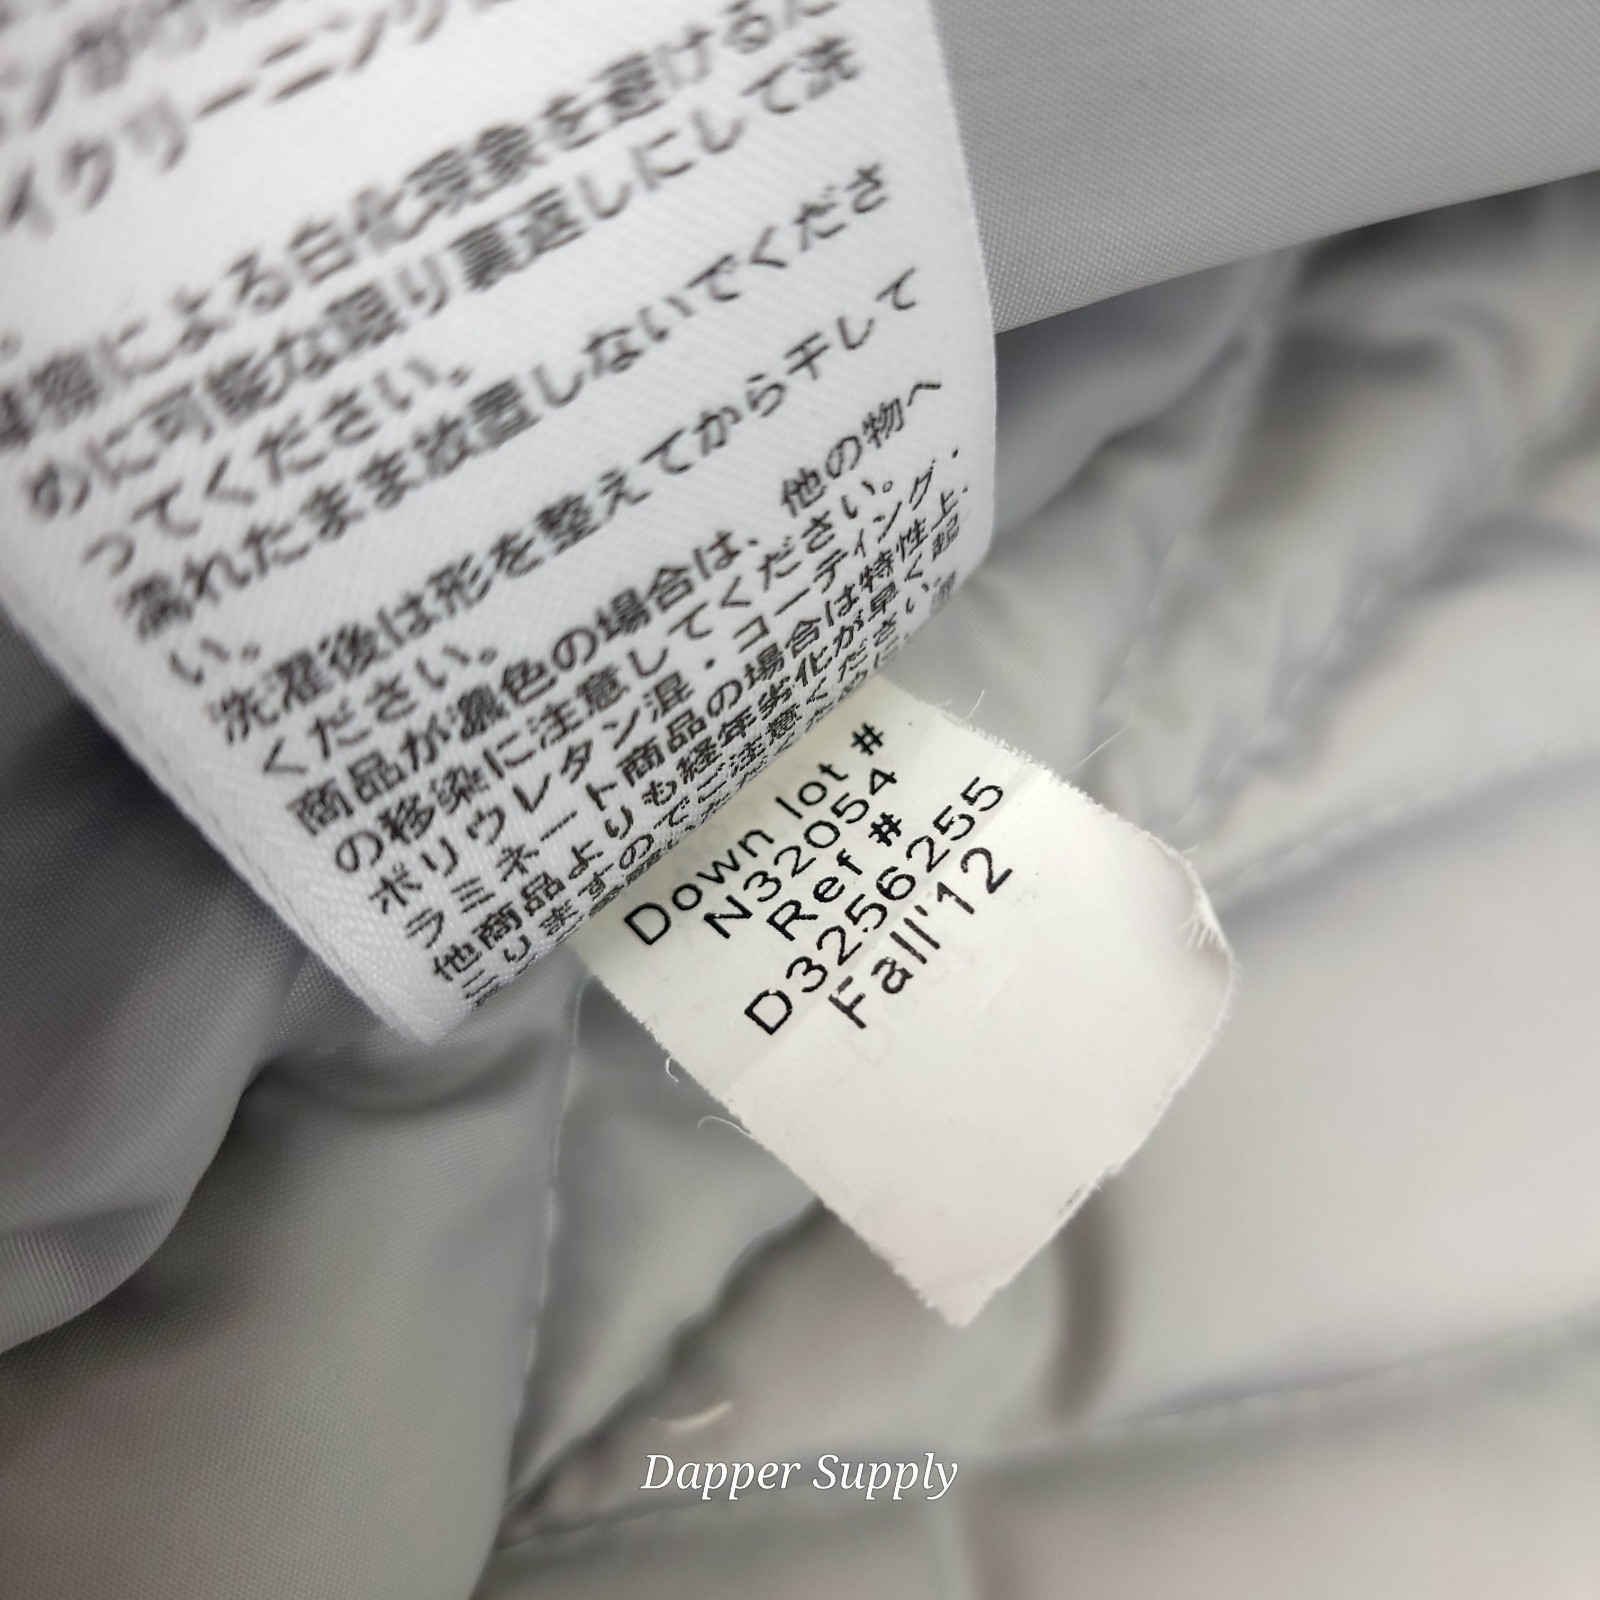 イクリーニング
摩擦による白化現象を避けるた
めに可能な限り裏返しにして洗
ってください。
濡れたまま放置しないでくださ
い。
洗濯後は形を整えてから干して
ください。
商品が濃色の場合は、他の物へ
の移染に注意してください。
ポリウレタン混・コーティング・
ラミネート商品の場合は特性上、
他商品よりも経年劣化が早く起
こりますのでご注意ください。
Down lot #
N32054
Ref #
D3256255
Fall'12
Dapper Supply